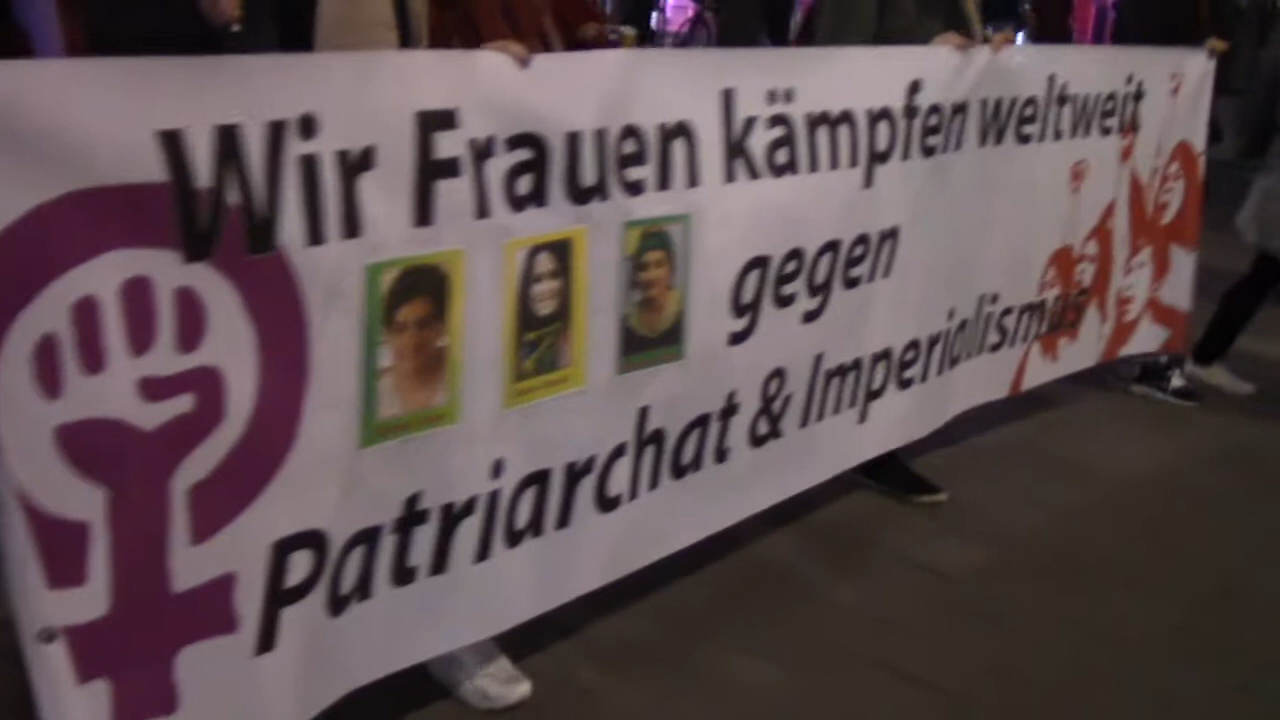 Wir Frauen kämpfen weltweit
gegen
Patriarchat & Imperialismus